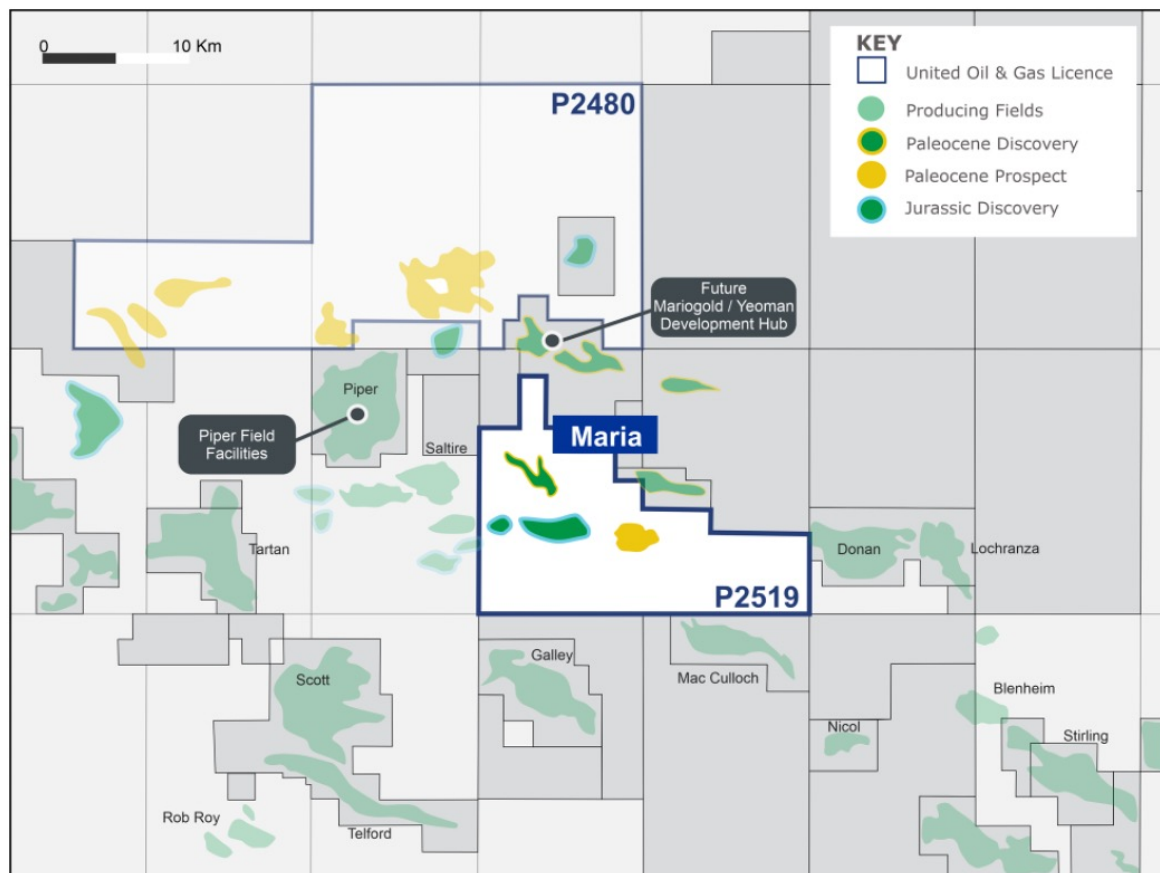 0 10 Km
KEY
United Oil & Gas Licence
Producing Fields
Paleocene Discovery
Paleocene Prospect
Jurassic Discovery
P2480
Future
Mariogold / Yeoman
Development Hub
Piper
Piper Field
Facilities
Saltire
Maria
Tartan
Donan
Lochranza
P2519
Galley
Scott
Mac Culloch
Blenheim
Nicol
Stirling
Rob Roy
Telford